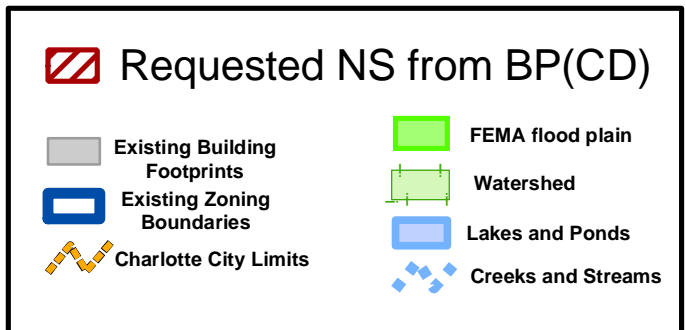 Requested NS from BP(CD)
Existing Building
Footprints
Existing Zoning
Boundaries
Charlotte City Limits
FEMA flood plain
Watershed
Lakes and Ponds
Creeks and Streams